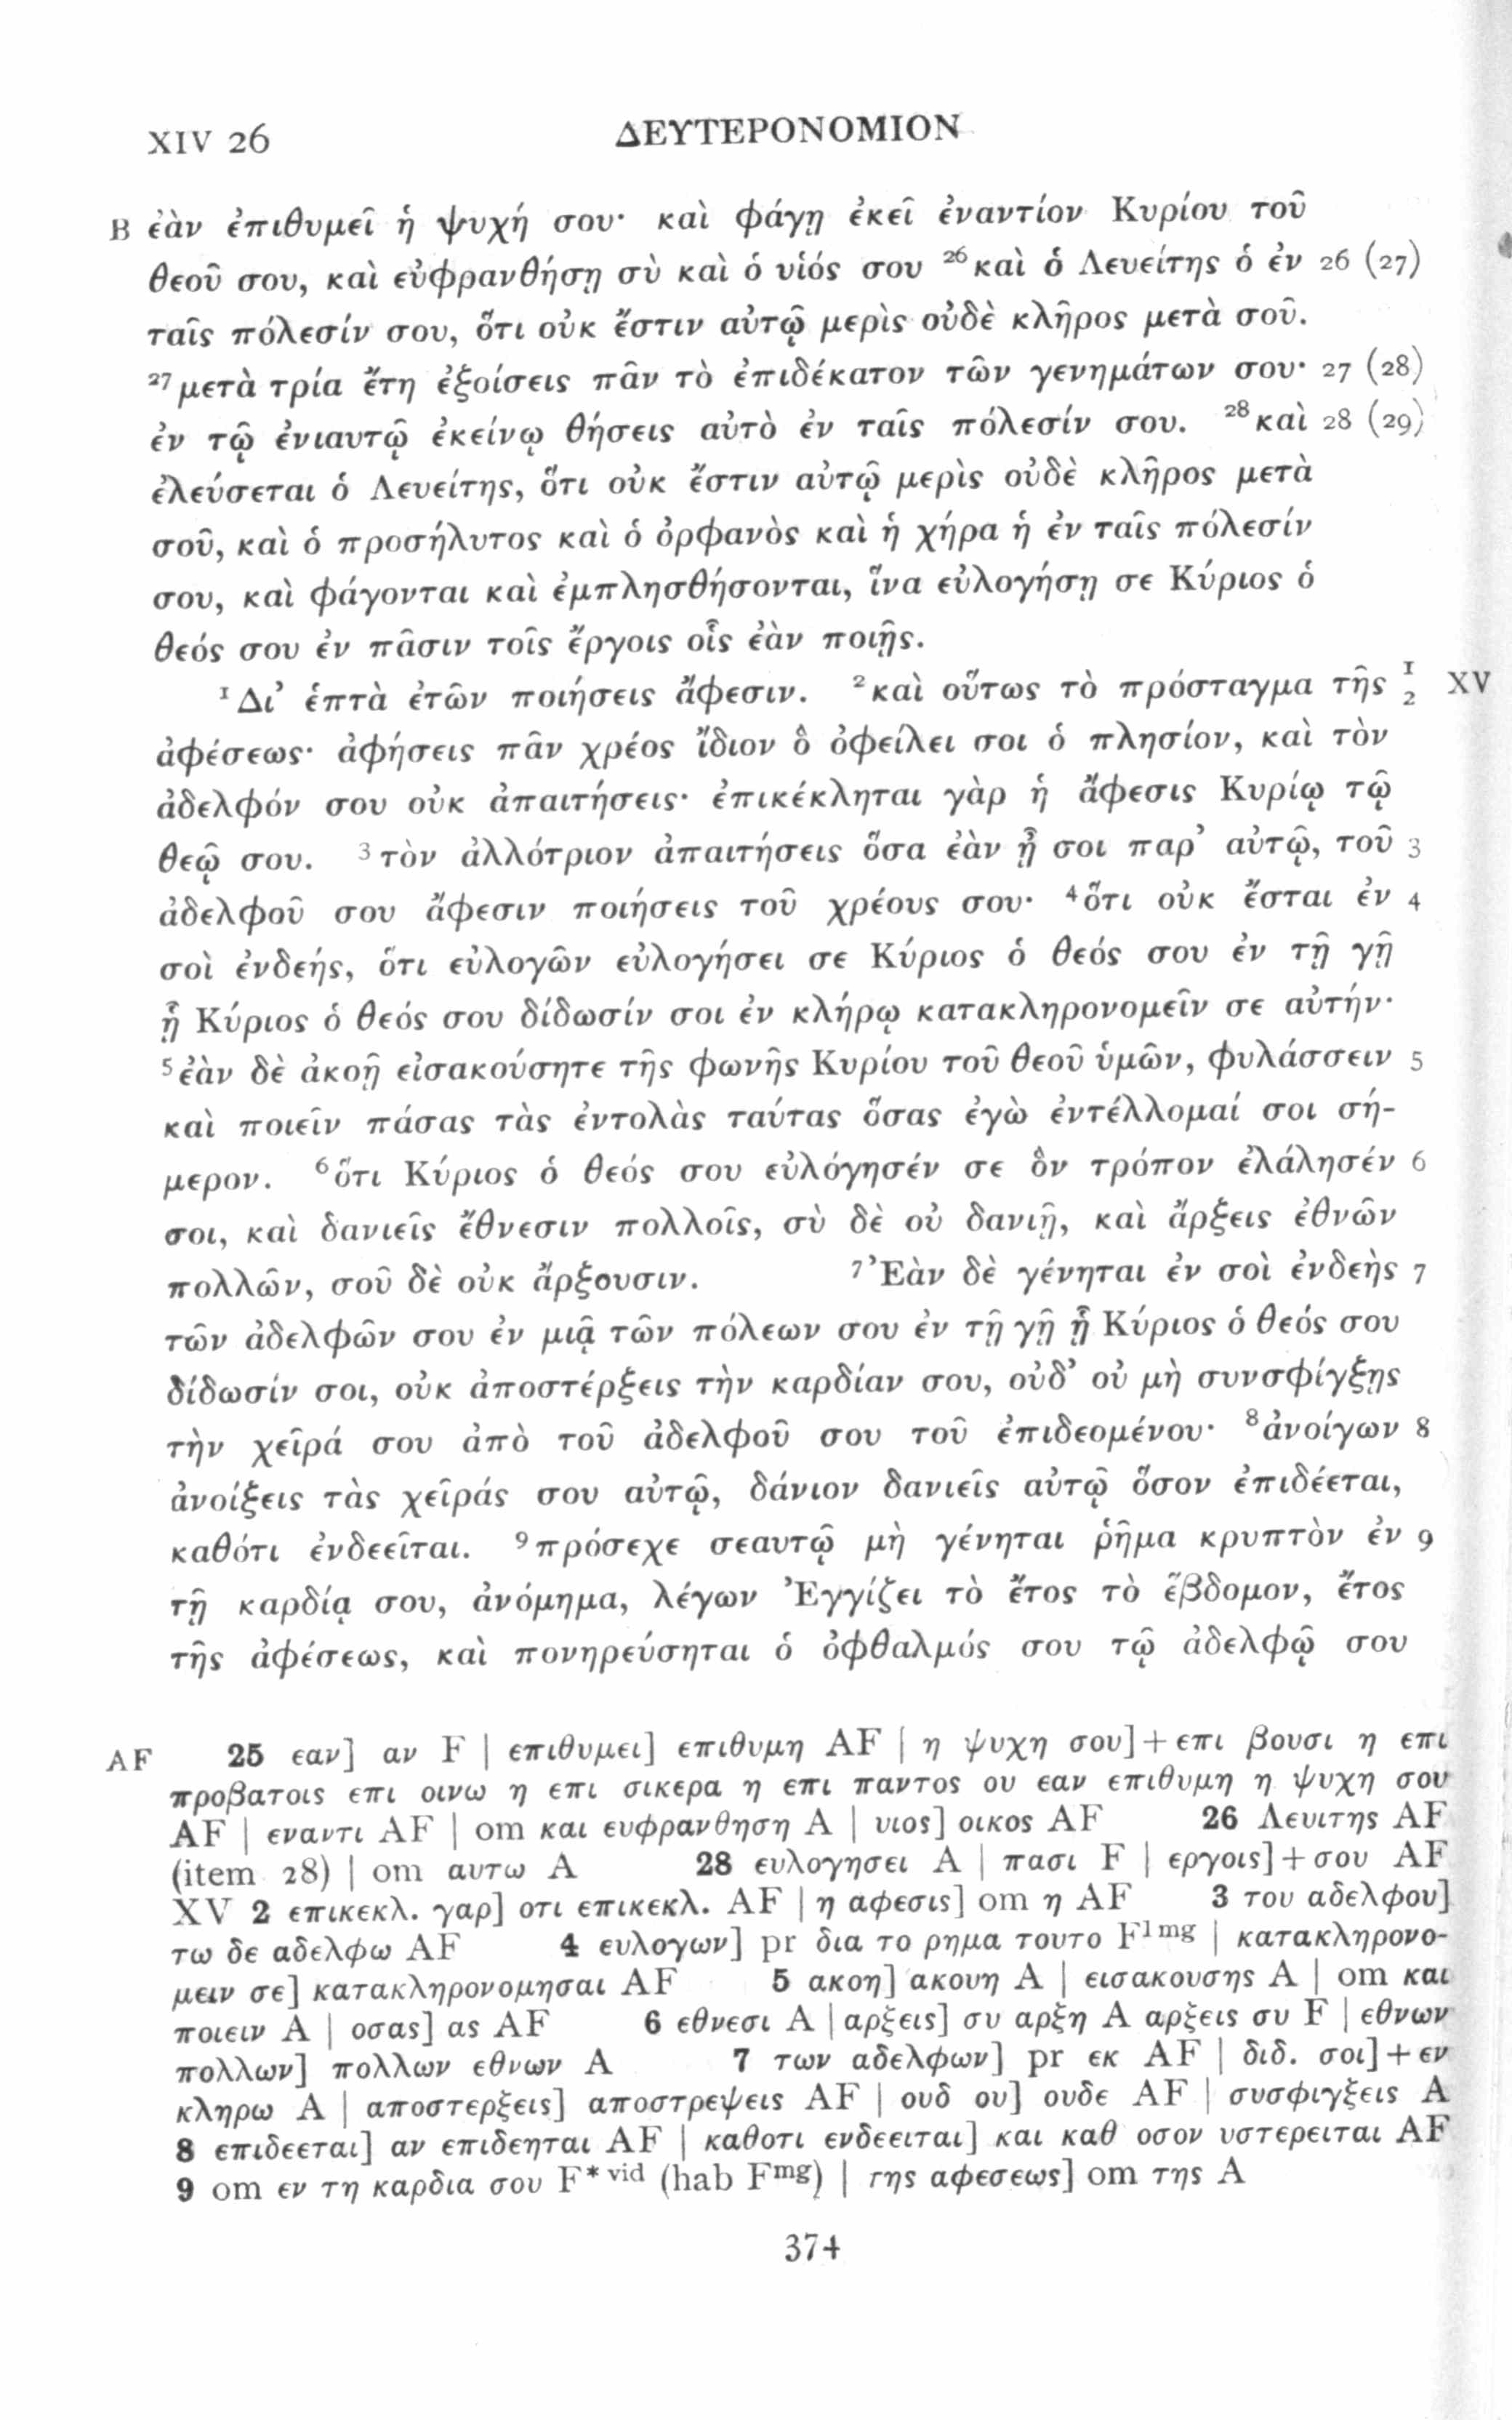 XIV 26 ΔΕΥΤΕΡΟΝΟΜΙΟΝ
B ἐὰν ἐπιθυμεῖ ἡ ψυχή σου· καὶ φάγῃ ἐκεῖ ἐναντίον Κυρίου τοῦ
θεοῦ σου, καὶ εὐφρανθήσῃ σὺ καὶ ὁ υἱός σου ²⁶καὶ ὁ Λευείτης ὁ ἐν 26 (27)
ταῖς πόλεσίν σου, ὅτι οὐκ ἔστιν αὐτῷ μερὶς οὐδὲ κλῆρος μετὰ σοῦ.
²⁷μετὰ τρία ἔτη ἐξοίσεις πᾶν τὸ ἐπιδέκατον τῶν γενημάτων σου· 27 (28)
ἐν τῷ ἐνιαυτῷ ἐκείνῳ θήσεις αὐτὸ ἐν ταῖς πόλεσίν σου. ²⁸καὶ 28 (29)
ἐλεύσεται ὁ Λευείτης, ὅτι οὐκ ἔστιν αὐτῷ μερὶς οὐδὲ κλῆρος μετὰ
σοῦ, καὶ ὁ προσήλυτος καὶ ὁ ὀρφανὸς καὶ ἡ χήρα ἡ ἐν ταῖς πόλεσίν
σου, καὶ φάγονται καὶ ἐμπλησθήσονται, ἵνα εὐλογήσῃ σε Κύριος ὁ
θεός σου ἐν πᾶσιν τοῖς ἔργοις οἷς ἐὰν ποιῇς.
¹Δι’ ἑπτὰ ἐτῶν ποιήσεις ἄφεσιν. ²καὶ οὕτως τὸ πρόσταγμα τῆς 1 2 XV
ἀφέσεως· ἀφήσεις πᾶν χρέος ἴδιον ὃ ὀφείλει σοι ὁ πλησίον, καὶ τὸν
ἀδελφόν σου οὐκ ἀπαιτήσεις· ἐπικέκληται γὰρ ἡ ἄφεσις Κυρίῳ τῷ
θεῷ σου. ³τὸν ἀλλότριον ἀπαιτήσεις ὅσα ἐὰν ᾖ σοι παρ’ αὐτῷ, τοῦ 3
ἀδελφοῦ σου ἄφεσιν ποιήσεις τοῦ χρέους σου· ⁴ὅτι οὐκ ἔσται ἐν 4
σοὶ ἐνδεής, ὅτι εὐλογῶν εὐλογήσει σε Κύριος ὁ θεός σου ἐν τῇ γῇ
ᾗ Κύριος ὁ θεός σου δίδωσίν σοι ἐν κλήρῳ κατακληρονομεῖν σε αὐτήν·
⁵ἐὰν δὲ ἀκοῇ εἰσακούσητε τῆς φωνῆς Κυρίου τοῦ θεοῦ ὑμῶν, φυλάσσειν 5
καὶ ποιεῖν πάσας τὰς ἐντολὰς ταύτας ὅσας ἐγὼ ἐντέλλομαί σοι σή-
μερον. ⁶ὅτι Κύριος ὁ θεός σου εὐλόγησέν σε ὃν τρόπον ἐλάλησέν 6
σοι, καὶ δανιεῖς ἔθνεσιν πολλοῖς, σὺ δὲ οὐ δανιῇ, καὶ ἄρξεις ἐθνῶν
πολλῶν, σοῦ δὲ οὐκ ἄρξουσιν. ⁷Ἐὰν δὲ γένηται ἐν σοὶ ἐνδεὴς 7
τῶν ἀδελφῶν σου ἐν μιᾷ τῶν πόλεων σου ἐν τῇ γῇ ᾗ Κύριος ὁ θεός σου
δίδωσίν σοι, οὐκ ἀποστέρξεις τὴν καρδίαν σου, οὐδ’ οὐ μὴ συνσφίγξῃς
τὴν χεῖρά σου ἀπὸ τοῦ ἀδελφοῦ σου τοῦ ἐπιδεομένου· ⁸ἀνοίγων 8
ἀνοίξεις τὰς χεῖράς σου αὐτῷ, δάνιον δανιεῖς αὐτῷ ὅσον ἐπιδέεται,
καθότι ἐνδεεῖται. ⁹πρόσεχε σεαυτῷ μὴ γένηται ῥῆμα κρυπτὸν ἐν 9
τῇ καρδίᾳ σου, ἀνόμημα, λέγων Ἐγγίζει τὸ ἔτος τὸ ἕβδομον, ἔτος
τῆς ἀφέσεως, καὶ πονηρεύσηται ὁ ὀφθαλμός σου τῷ ἀδελφῷ σου
AF 25 εαν] αν F | επιθυμει] επιθυμη AF | η ψυχη σου]+επι βουσι η επι
προβατοις επι οινω η επι σικερα η επι παντος ου εαν επιθυμη η ψυχη σου
AF | εναντι AF | om και ευφρανθηση A | υιος] οικος AF 26 Λευιτης AF
(item 28) | om αυτω A 28 ευλογησει A | πασι F | εργοις]+σου AF
XV 2 επικεκλ. γαρ] οτι επικεκλ. AF | η αφεσις] om η AF 3 του αδελφου]
τω δε αδελφω AF 4 ευλογων] pr δια το ρημα τουτο F¹ᵐᵍ | κατακληρονο-
μειν σε] κατακληρονομησαι AF 5 ακοη] ακουη A | εισακουσης A | om και
ποιειν A | οσας] ας AF 6 εθνεσι A | αρξεις] συ αρξη A αρξεις συ F | εθνων
πολλων] πολλων εθνων A 7 των αδελφων] pr εκ AF | διδ. σοι]+εν
κληρω A | αποστερξεις] αποστρεψεις AF | ουδ ου] ουδε AF | συσφιγξεις A
8 επιδεεται] αν επιδεηται AF | καθοτι ενδεειται] και καθ οσον υστερειται AF
9 om εν τη καρδια σου F*ᵛⁱᵈ (hab Fᵐᵍ) | της αφεσεως] om της A
374